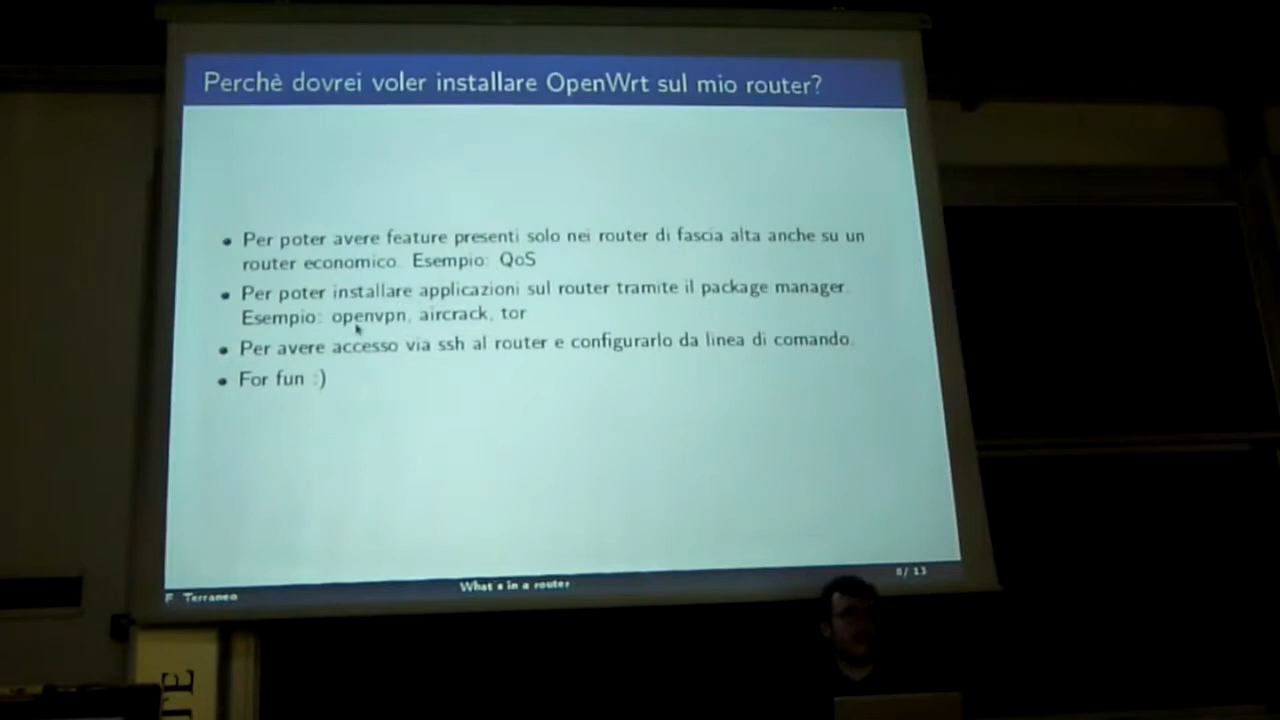 Perchè dovrei voler installare OpenWrt sul mio router?
Per poter avere feature presenti solo nei router di fascia alta anche su un
router economico. Esempio: QoS
Per poter installare applicazioni sul router tramite il package manager.
Esempio: openvpn, aircrack, tor
Per avere accesso via ssh al router e configurarlo da linea di comando.
For fun :)
F. Terraneo
What's in a router
8/ 13
TE